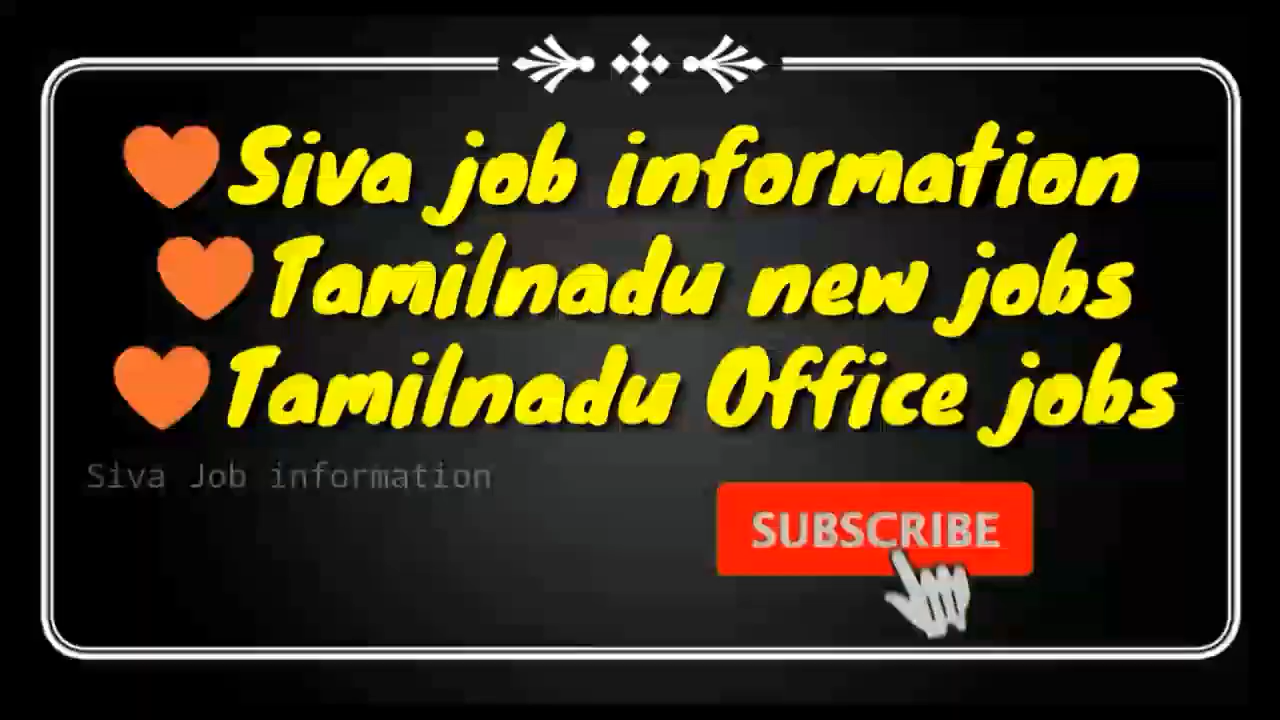 Siva job information
Tamilnadu new jobs
Tamilnadu Office jobs
Siva Job information
SUBSCRIBE